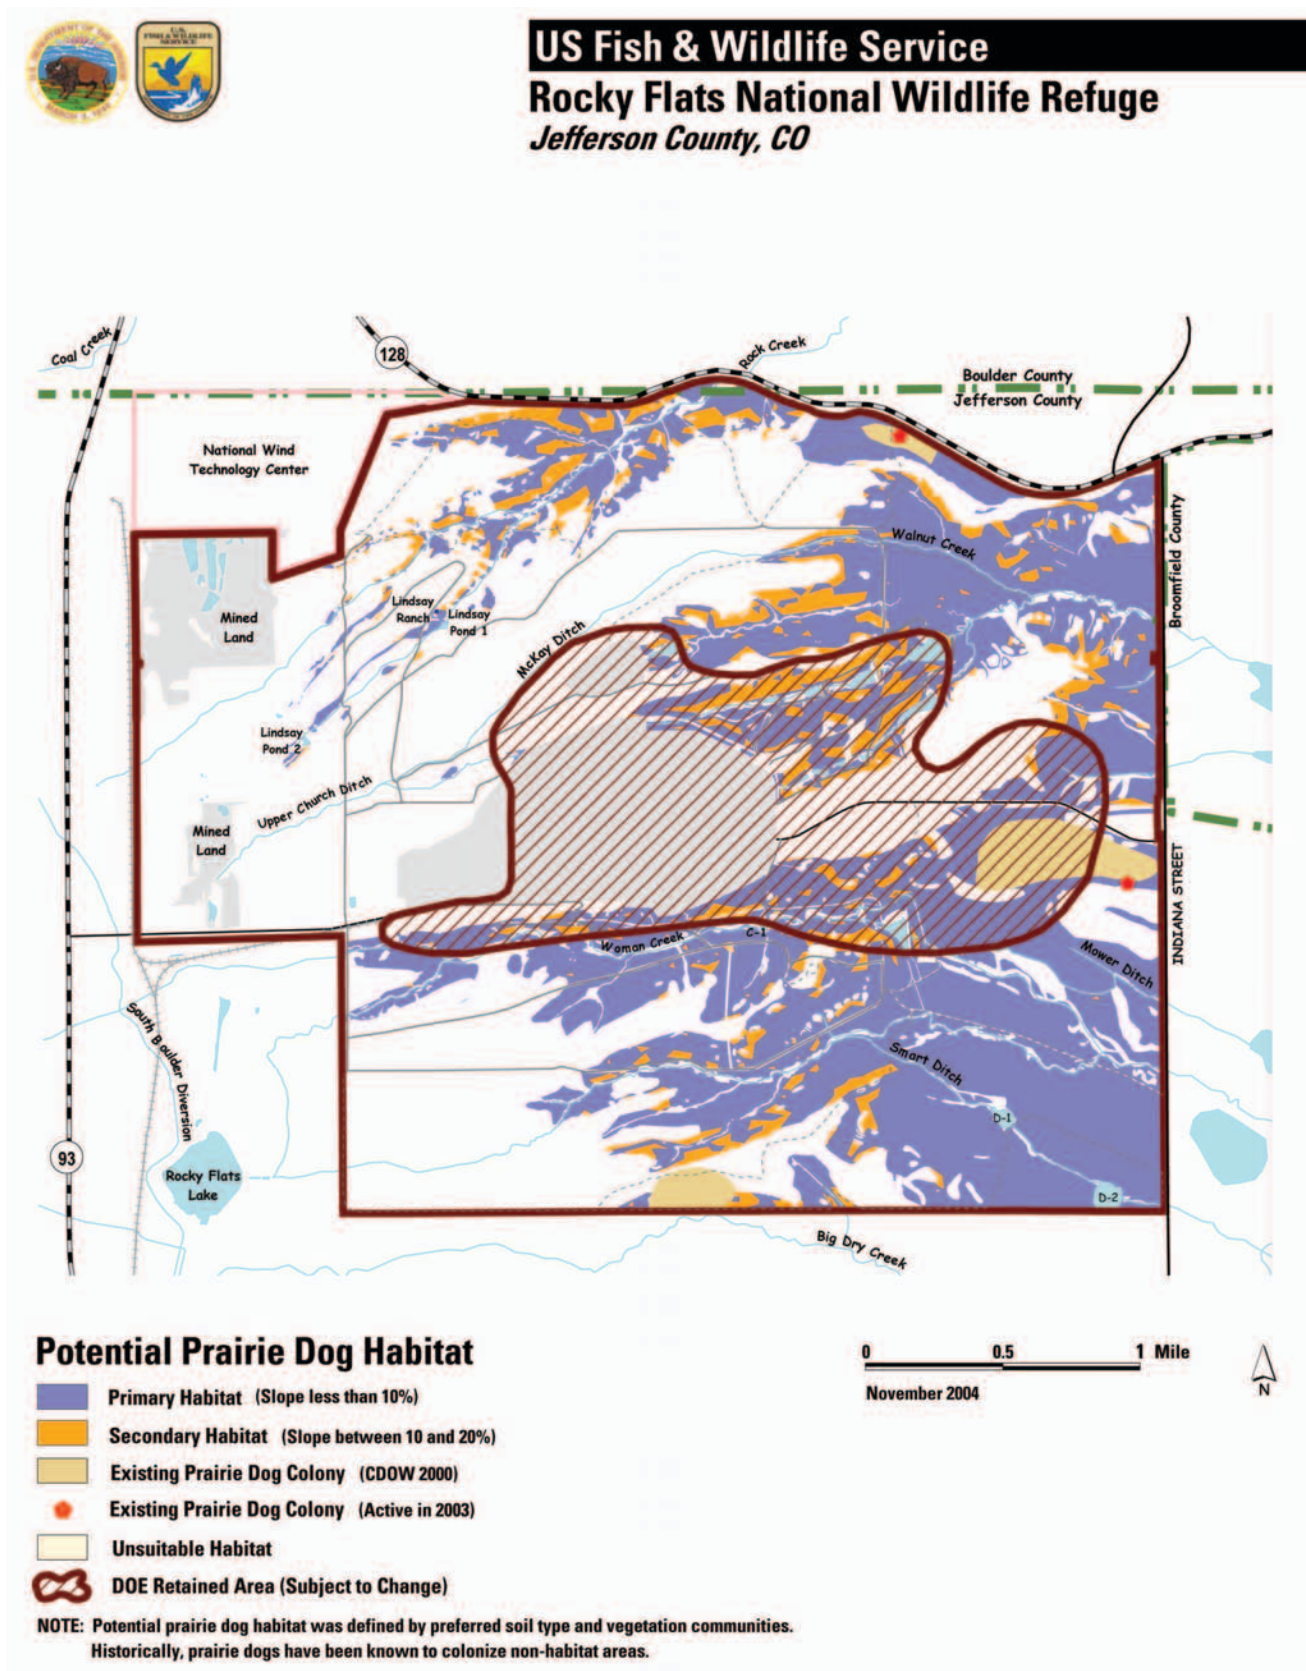 U.S.
FISH & WILDLIFE
SERVICE
US Fish & Wildlife Service
Rocky Flats National Wildlife Refuge
Jefferson County, CO
Coal Creek
128
Rock Creek
Boulder County
Jefferson County
National Wind
Technology Center
Broomfield County
Walnut Creek
Lindsay
Ranch
Lindsay
Pond 1
Mined
Land
McKay Ditch
Lindsay
Pond 2
Upper Church Ditch
Mined
Land
INDIANA STREET
Woman Creek
C-1
Mower Ditch
South Boulder Diversion
Smart Ditch
D-1
93
Rocky Flats
Lake
D-2
Big Dry Creek
Potential Prairie Dog Habitat
0 0.5 1 Mile
November 2004
N
Primary Habitat (Slope less than 10%)
Secondary Habitat (Slope between 10 and 20%)
Existing Prairie Dog Colony (CDOW 2000)
Existing Prairie Dog Colony (Active in 2003)
Unsuitable Habitat
DOE Retained Area (Subject to Change)
NOTE: Potential prairie dog habitat was defined by preferred soil type and vegetation communities.
Historically, prairie dogs have been known to colonize non-habitat areas.